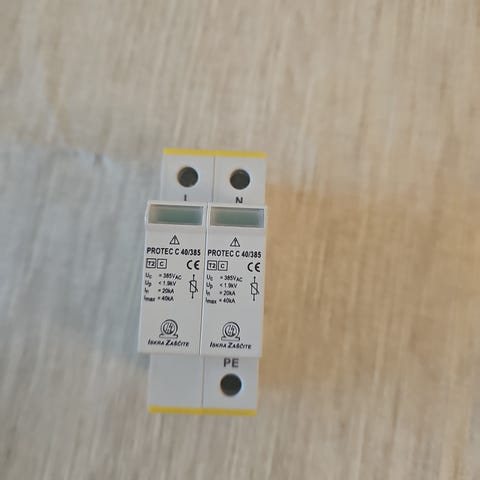 L N
PROTEC C 40/385
T2 C CE
Uc = 385VAC
Up < 1.9kV
In = 20kA
Imax = 40kA
ISKRA ZAŠČITE
PROTEC C 40/385
T2 C CE
Uc = 385VAC
Up < 1.9kV
In = 20kA
Imax = 40kA
ISKRA ZAŠČITE
PE